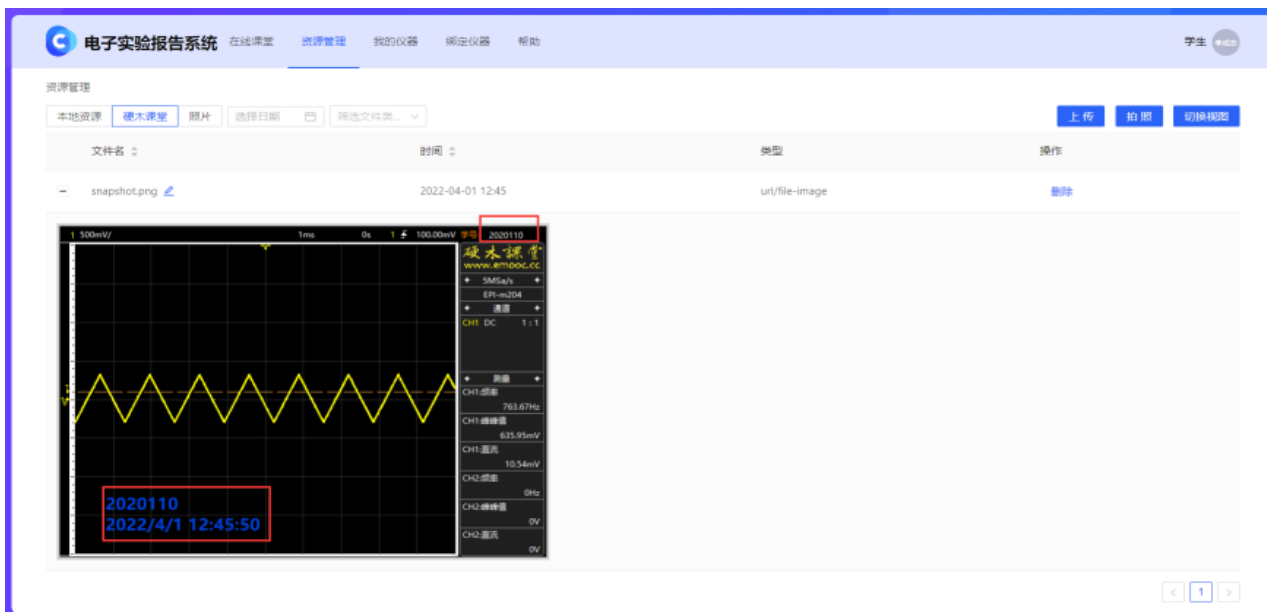 电子实验报告系统 在线课堂 资源管理 我的仪器 绑定仪器 帮助 学生
资源管理
本地资源 硬木课堂 照片 选择日期 筛选文件类... 上传 拍照 切换视图
文件名 时间 类型 操作
snapshot.png 2022-04-01 12:45 url/file-image 删除
1 500mV/ 1ms 0s 1 100.00mV 学号 2020110
硬木课堂
www.emooc.cc
5MSa/s
EPI-m204
通道
CH1 DC 1:1
测量
CH1:频率
763.67Hz
CH1:峰峰值
635.95mV
CH1:直流
10.54mV
CH2:频率
0Hz
CH2:峰峰值
0V
CH2:直流
0V
2020110
2022/4/1 12:45:50
1